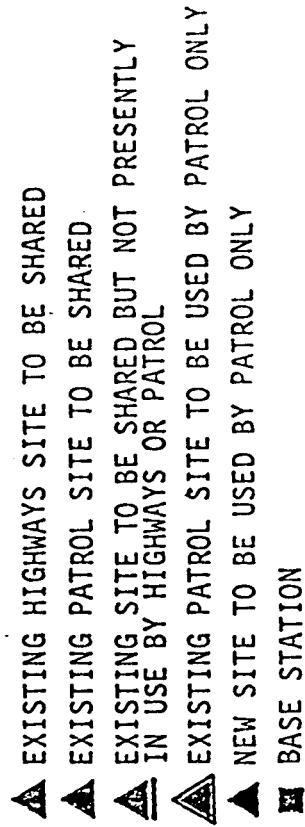 EXISTING HIGHWAYS SITE TO BE SHARED
EXISTING PATROL SITE TO BE SHARED
EXISTING SITE TO BE SHARED BUT NOT PRESENTLY
IN USE BY HIGHWAYS OR PATROL
EXISTING PATROL SITE TO BE USED BY PATROL ONLY
NEW SITE TO BE USED BY PATROL ONLY
BASE STATION